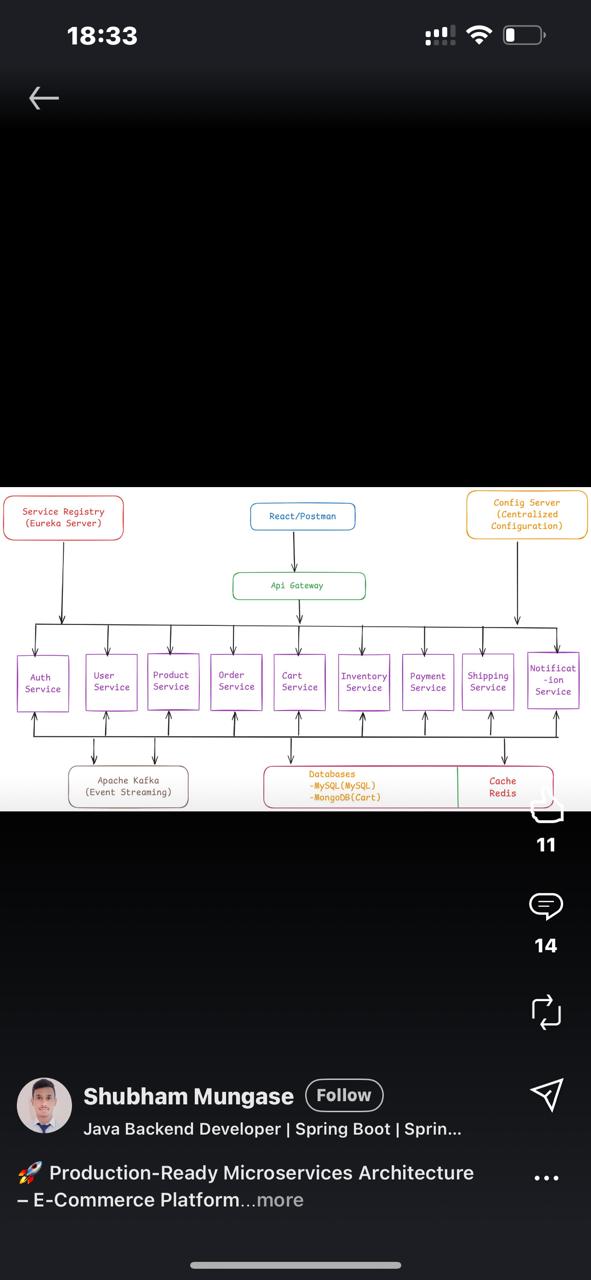 18:33
Service Registry
(Eureka Server)
React/Postman
Config Server
(Centralized
Configuration)
Api Gateway
Auth
Service
User
Service
Product
Service
Order
Service
Cart
Service
Inventory
Service
Payment
Service
Shipping
Service
Notificat
-ion
Service
Apache Kafka
(Event Streaming)
Databases
-MySQL(MySQL)
-MongoDB(Cart)
Cache
Redis
11
14
Shubham Mungase
Follow
Java Backend Developer | Spring Boot | Sprin...
🚀 Production-Ready Microservices Architecture
– E-Commerce Platform...more